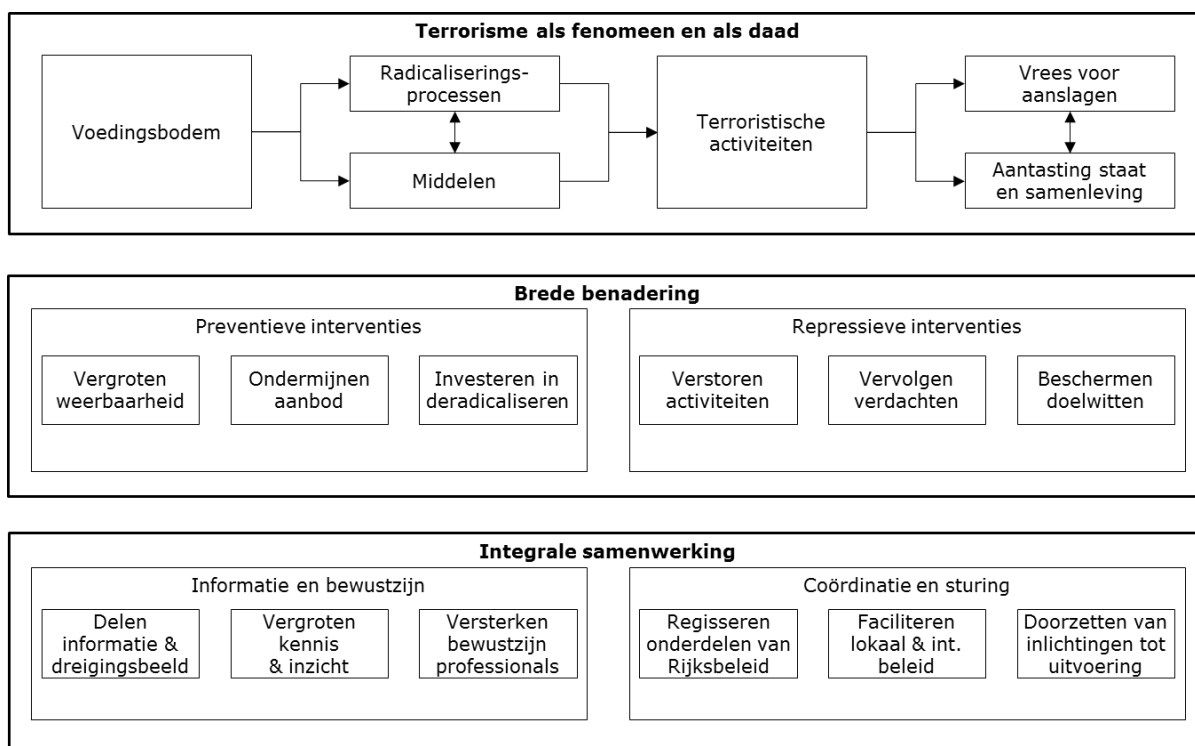 Terrorisme als fenomeen en als daad
Voedingsbodem
Radicaliserings-
processen
Middelen
Terroristische
activiteiten
Vrees voor
aanslagen
Aantasting staat
en samenleving
Brede benadering
Preventieve interventies
Vergroten
weerbaarheid
Ondermijnen
aanbod
Investeren in
deradicaliseren
Repressieve interventies
Verstoren
activiteiten
Vervolgen
verdachten
Beschermen
doelwitten
Integrale samenwerking
Informatie en bewustzijn
Delen
informatie &
dreigingsbeeld
Vergroten
kennis
& inzicht
Versterken
bewustzijn
professionals
Coördinatie en sturing
Regisseren
onderdelen van
Rijksbeleid
Faciliteren
lokaal & int.
beleid
Doorzetten van
inlichtingen tot
uitvoering